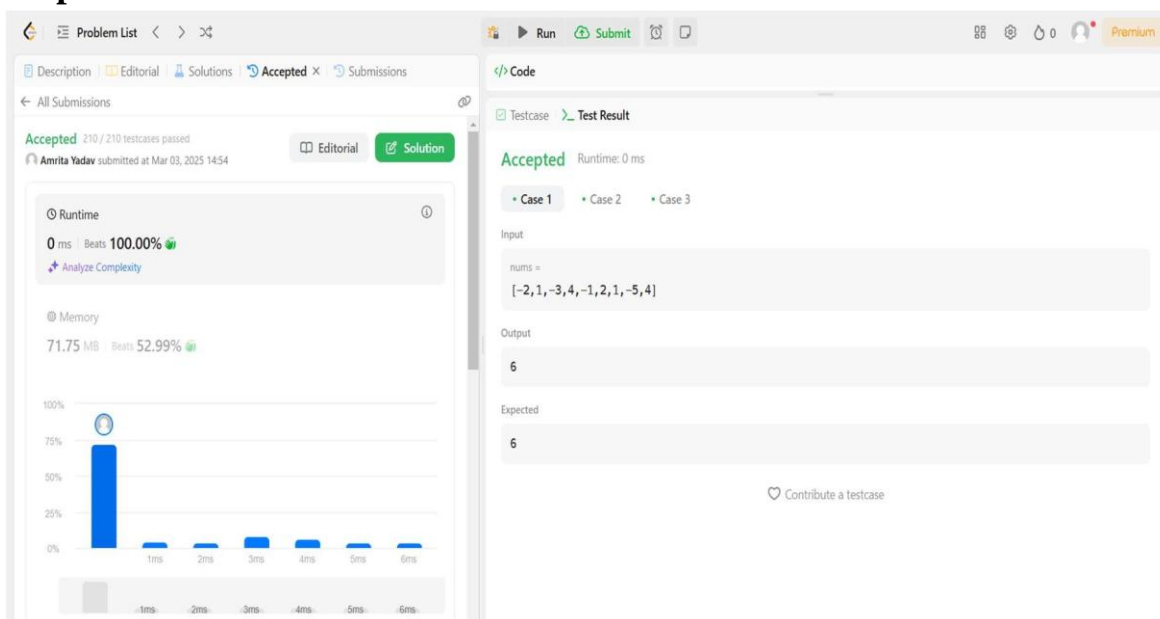 Problem List
Run
Submit
0
Premium
Description
Editorial
Solutions
Accepted
Submissions
All Submissions
Accepted 210 / 210 testcases passed
Amrita Yadav submitted at Mar 03, 2025 14:54
Editorial
Solution
Runtime
0 ms Beats 100.00%
Analyze Complexity
Memory
71.75 MB Beats 52.99%
100%
75%
50%
25%
0%
1ms 2ms 3ms 4ms 5ms 6ms
1ms 2ms 3ms 4ms 5ms 6ms
</> Code
Testcase
>_ Test Result
Accepted Runtime: 0 ms
• Case 1 • Case 2 • Case 3
Input
nums =
[-2,1,-3,4,-1,2,1,-5,4]
Output
6
Expected
6
Contribute a testcase